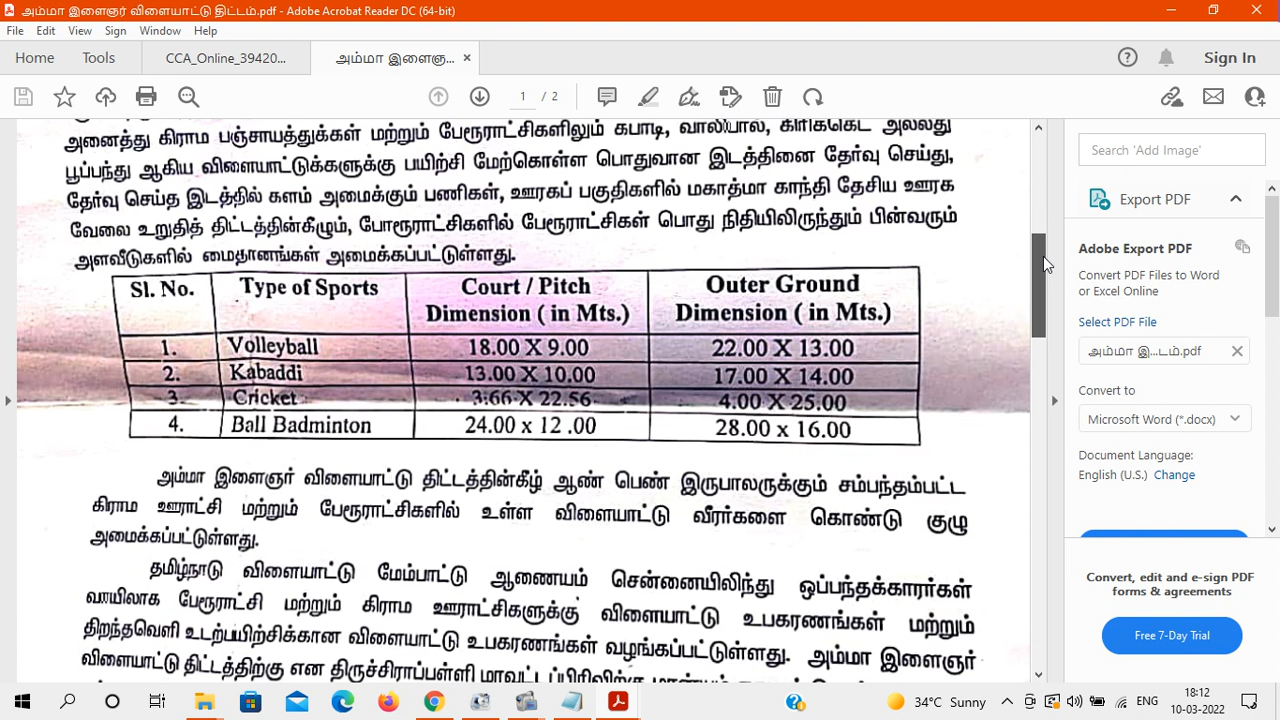 அம்மா இளைஞர் விளையாட்டு திட்டம்.pdf - Adobe Acrobat Reader DC (64-bit)
File Edit View Sign Window Help
Home Tools CCA_Online_39420... அம்மா இளைஞ... × Sign In
1 / 2
அனைத்து கிராம பஞ்சாயத்துக்கள் மற்றும் பேரூராட்சிகளிலும் கபாடி, வாலிபால், கிரிக்கெட் அல்லது
பூப்பந்து ஆகிய விளையாட்டுக்களுக்கு பயிற்சி மேற்கொள்ள பொதுவான இடத்தினை தேர்வு செய்து,
தேர்வு செய்த இடத்தில் களம் அமைக்கும் பணிகள், ஊரகப் பகுதிகளில் மகாத்மா காந்தி தேசிய ஊரக
வேலை உறுதித் திட்டத்தின்கீழும், போரூராட்சிகளில் பேரூராட்சிகள் பொது நிதியிலிருந்தும் பின்வரும்
அளவீடுகளில் மைதானங்கள் அமைக்கப்பட்டுள்ளது.
Sl. No. Type of Sports Court / Pitch Dimension ( in Mts.) Outer Ground Dimension ( in Mts.)
1. Volleyball 18.00 X 9.00 22.00 X 13.00
2. Kabaddi 13.00 X 10.00 17.00 X 14.00
3. Cricket 3.66 X 22.56 4.00 X 25.00
4. Ball Badminton 24.00 x 12 .00 28.00 x 16.00
அம்மா இளைஞர் விளையாட்டு திட்டத்தின்கீழ் ஆண் பெண் இருபாலருக்கும் சம்பந்தம்பட்ட
கிராம ஊராட்சி மற்றும் பேரூராட்சிகளில் உள்ள விளையாட்டு வீரர்களை கொண்டு குழு
அமைக்கப்பட்டுள்ளது.
தமிழ்நாடு விளையாட்டு மேம்பாட்டு ஆணையம் சென்னையிலிந்து ஒப்பந்தக்காரர்கள்
வாயிலாக பேரூராட்சி மற்றும் கிராம ஊராட்சிகளுக்கு விளையாட்டு உபகரணங்கள் மற்றும்
திறந்தவெளி உடற்பயிற்சிக்கான விளையாட்டு உபகரணங்கள் வழங்கப்பட்டுள்ளது. அம்மா இளைஞர்
விளையாட்டு திட்டத்திற்கு என திருச்சிராப்பள்ளி மாவட்டப்பிரிவிற்கு
Search 'Add Image'
Export PDF
Adobe Export PDF
Convert PDF Files to Word
or Excel Online
Select PDF File
அம்மா இ...டம்.pdf
Convert to
Microsoft Word (*.docx)
Document Language:
English (U.S.) Change
Convert, edit and e-sign PDF
forms & agreements
Free 7-Day Trial
34°C Sunny ENG 18:12
10-03-2022